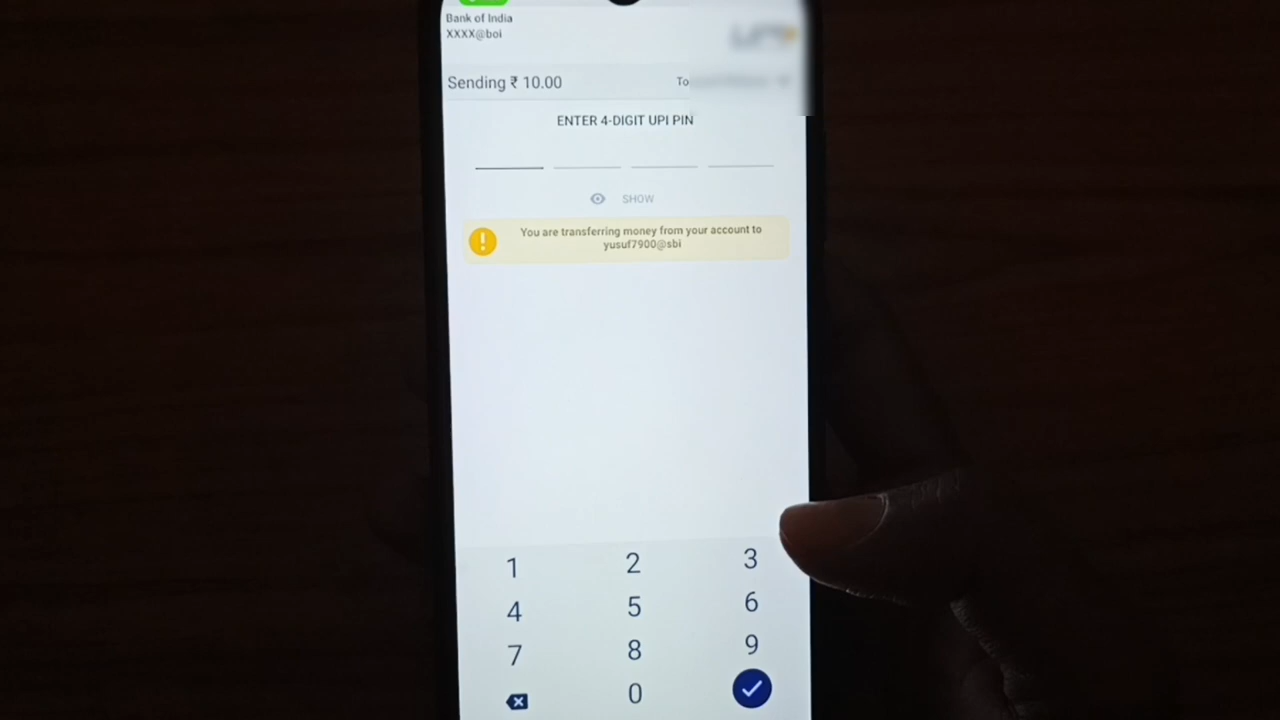 Bank of India
XXXX@boi
Sending ₹ 10.00
To
ENTER 4-DIGIT UPI PIN
SHOW
You are transferring money from your account to
yusuf7900@sbi
1 2 3
4 5 6
7 8 9
0